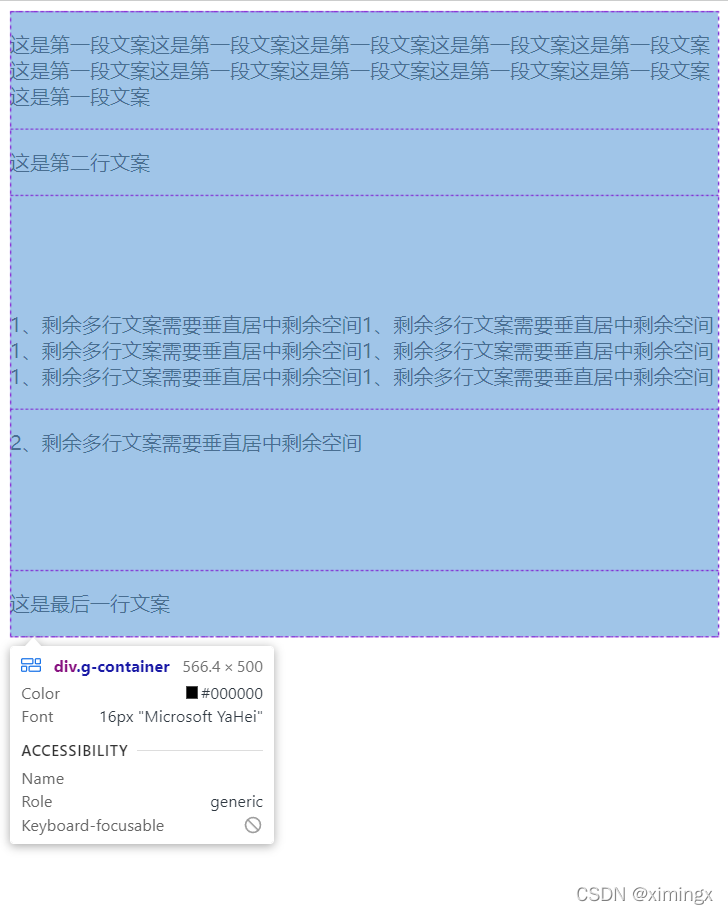 这是第一段文案这是第一段文案这是第一段文案这是第一段文案这是第一段文案
这是第一段文案这是第一段文案这是第一段文案这是第一段文案这是第一段文案
这是第一段文案
这是第二行文案
1、剩余多行文案需要垂直居中剩余空间1、剩余多行文案需要垂直居中剩余空间
1、剩余多行文案需要垂直居中剩余空间1、剩余多行文案需要垂直居中剩余空间
1、剩余多行文案需要垂直居中剩余空间1、剩余多行文案需要垂直居中剩余空间
2、剩余多行文案需要垂直居中剩余空间
这是最后一行文案
div.g-container 566.4 × 500
Color #000000
Font 16px "Microsoft YaHei"
ACCESSIBILITY
Name
Role generic
Keyboard-focusable
CSDN @ximingx